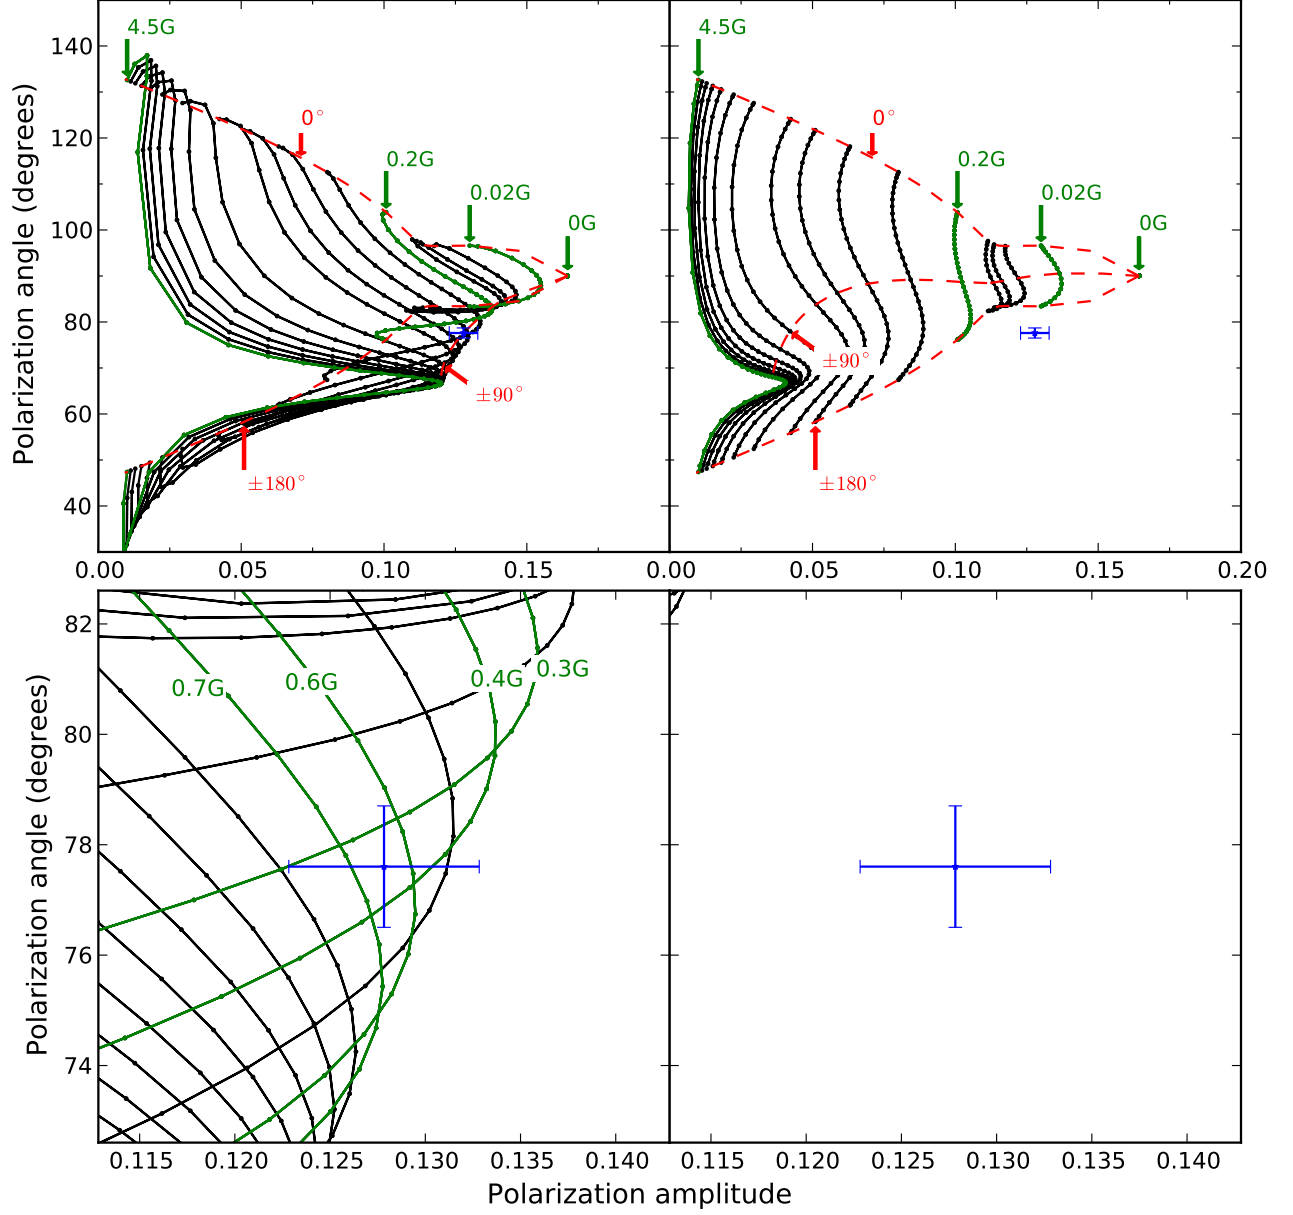 4.5G
4.5G
140
0°
0°
120
0.2G
0.2G
0.02G
0.02G
0G
0G
100
80
±90°
±90°
60
±180°
±180°
40
Polarization angle (degrees)
0.00 0.05 0.10 0.15 0.00 0.05 0.10 0.15 0.20
82
0.7G
0.6G
0.4G
0.3G
80
78
76
74
Polarization angle (degrees)
0.115 0.120 0.125 0.130 0.135 0.140 0.115 0.120 0.125 0.130 0.135 0.140
Polarization amplitude